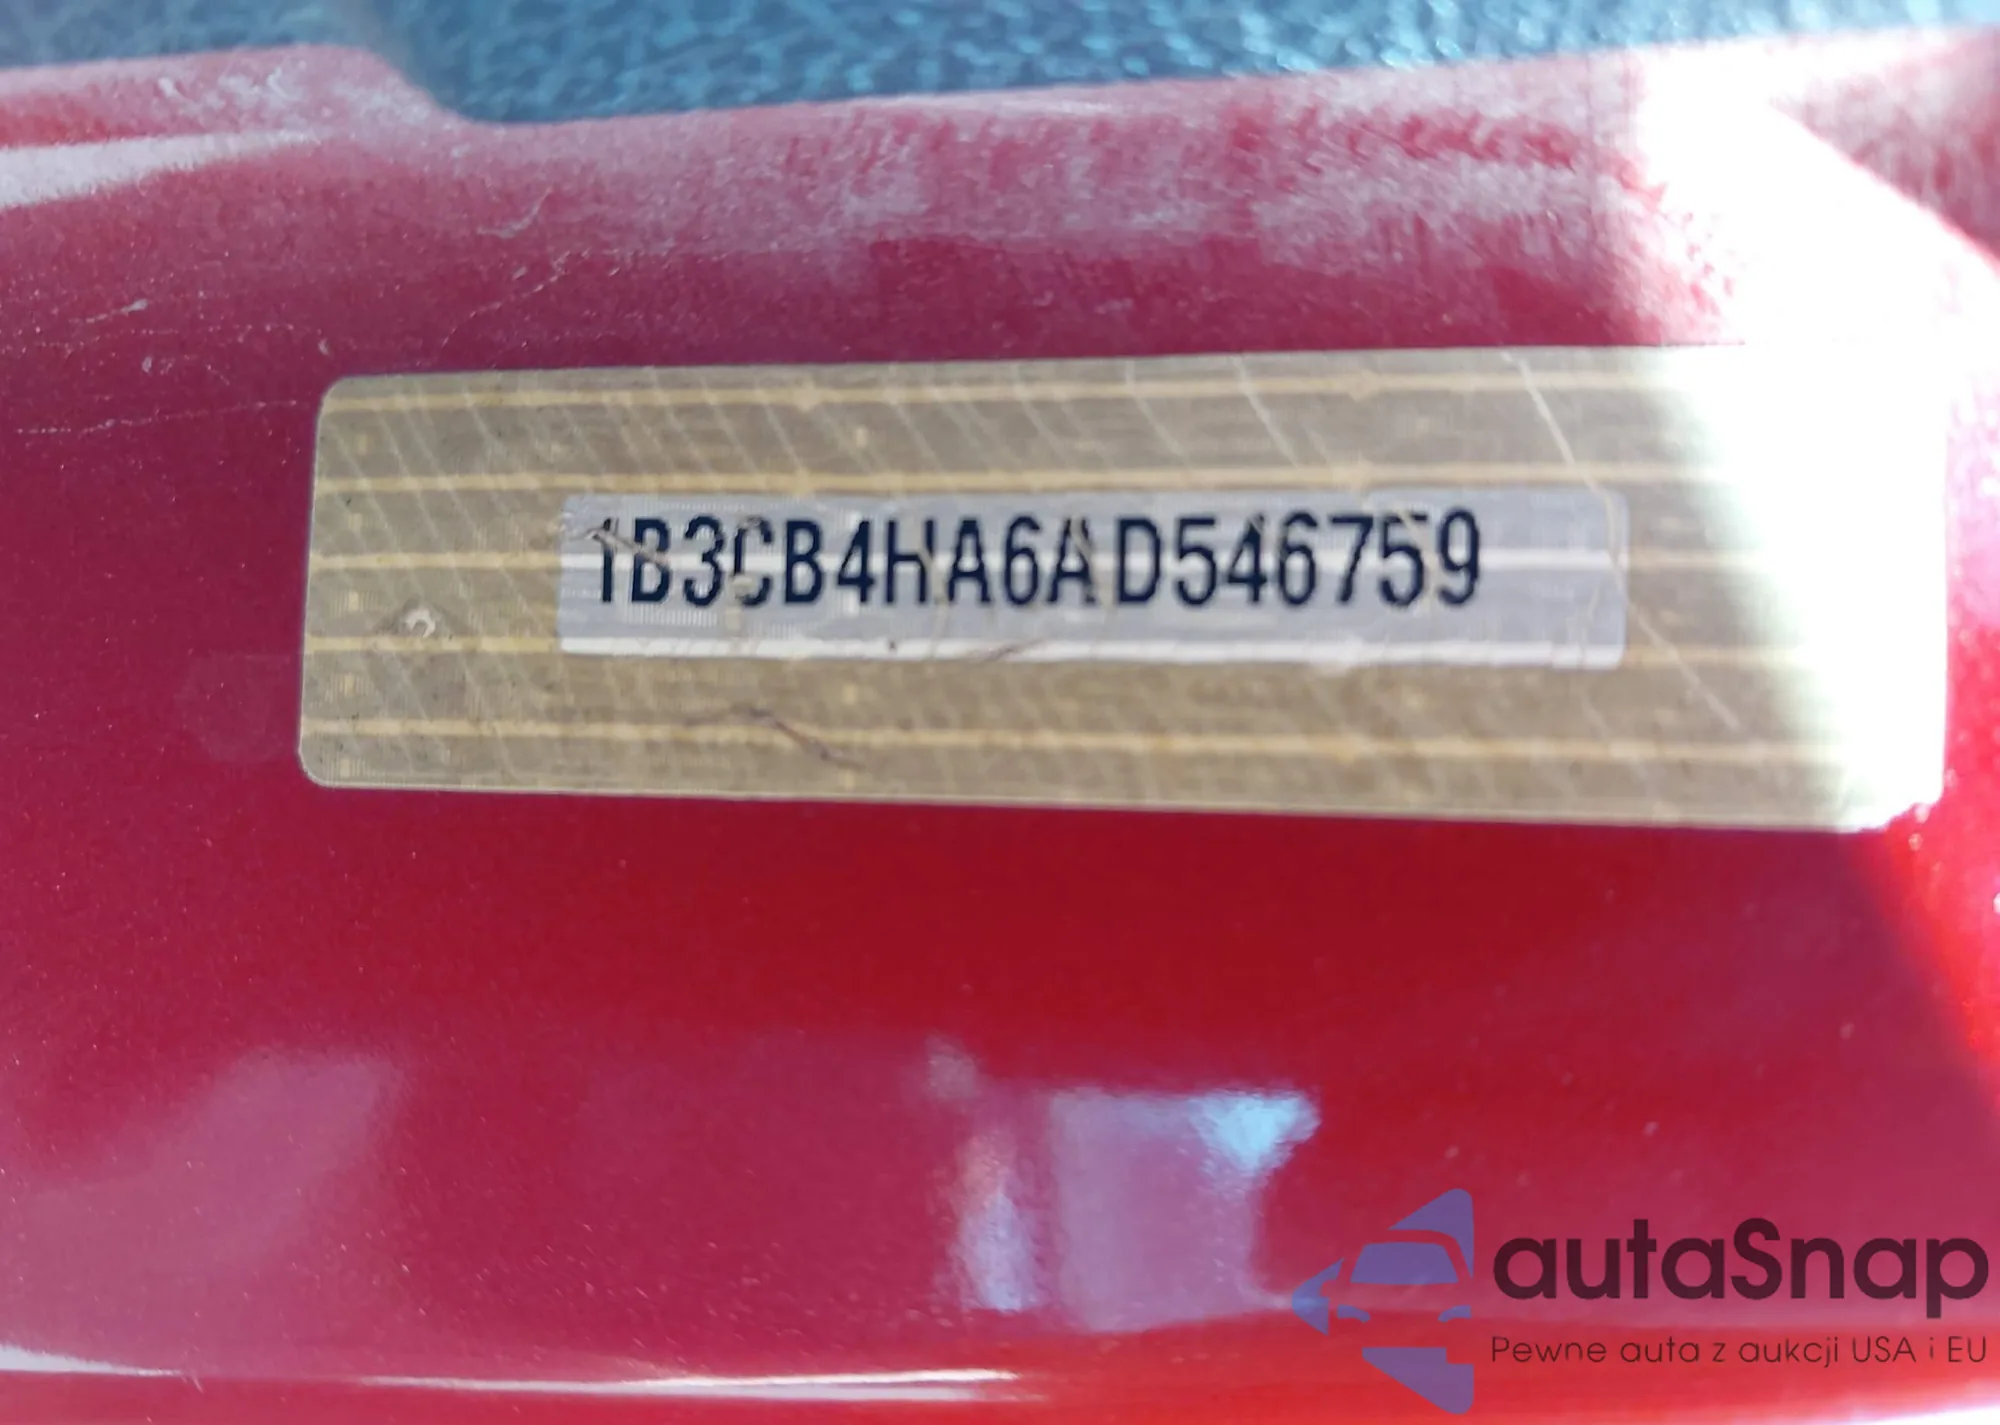 1B3CB4HA6AD546759
autaSnap
Pewne auta z aukcji USA i EU